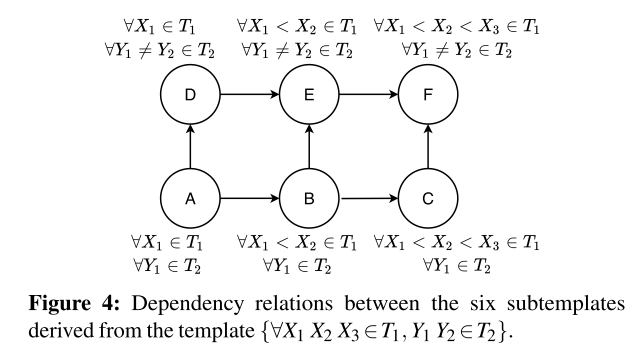 ∀X₁ ∈ T₁ ∀X₁ < X₂ ∈ T₁ ∀X₁ < X₂ < X₃ ∈ T₁
∀Y₁ ≠ Y₂ ∈ T₂ ∀Y₁ ≠ Y₂ ∈ T₂ ∀Y₁ ≠ Y₂ ∈ T₂
D E F
A B C
∀X₁ ∈ T₁ ∀X₁ < X₂ ∈ T₁ ∀X₁ < X₂ < X₃ ∈ T₁
∀Y₁ ∈ T₂ ∀Y₁ ∈ T₂ ∀Y₁ ∈ T₂
Figure 4: Dependency relations between the six subtemplates
derived from the template {∀X₁ X₂ X₃ ∈ T₁, Y₁ Y₂ ∈ T₂}.